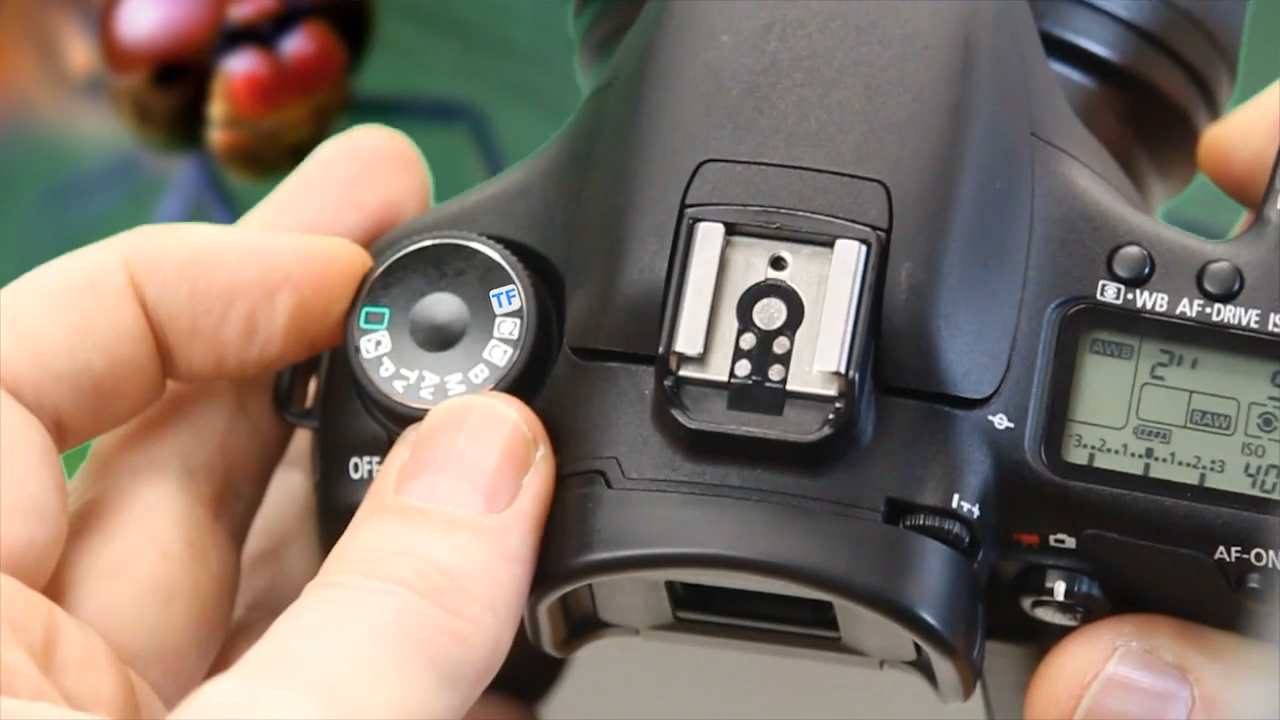 TF
C2
C1
B
M
Av
Tv
P
OFF
WB AF•DRIVE
AWB
2"
RAW
ISO
-3..2..1..0..1..2.:3
40
AF-ON